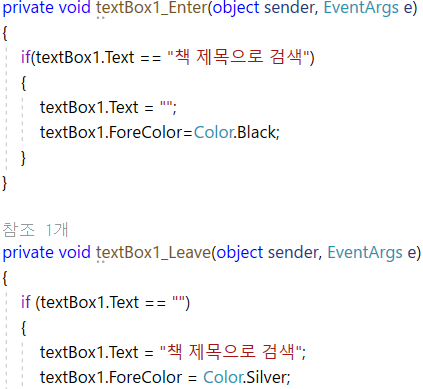 private void textBox1_Enter(object sender, EventArgs e)
{
if(textBox1.Text == "책 제목으로 검색")
{
textBox1.Text = "";
textBox1.ForeColor=Color.Black;
}
}
참조 1개
private void textBox1_Leave(object sender, EventArgs e)
{
if (textBox1.Text == "")
{
textBox1.Text = "책 제목으로 검색";
textBox1.ForeColor = Color.Silver;